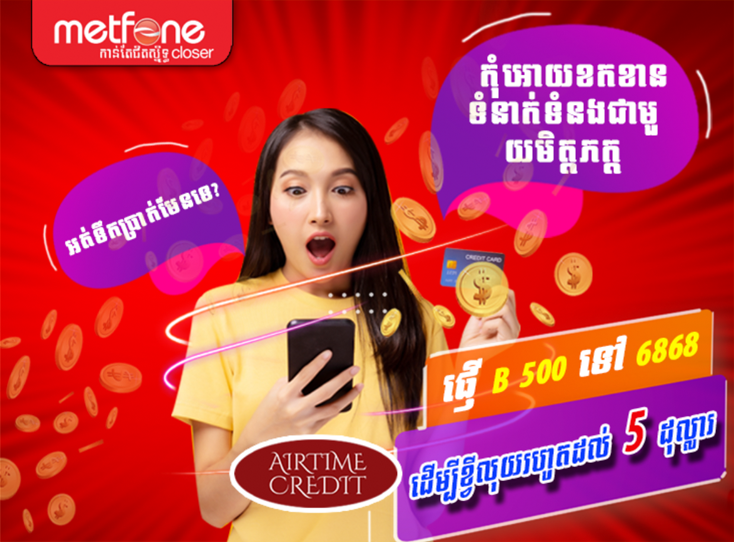 metfone
កាន់តែជិតស្និទ្ធ closer
កុំអោយខកខាន
ទំនាក់ទំនងជាមួ
យមិត្តភក្ត
អត់ទឹកប្រាក់មែនទេ?
CREDIT CARD
ផ្ញើ B 500 ទៅ 6868
ដើម្បីខ្ចីលុយរហូតដល់ 5 ដុល្លារ
AIRTIME
CREDIT